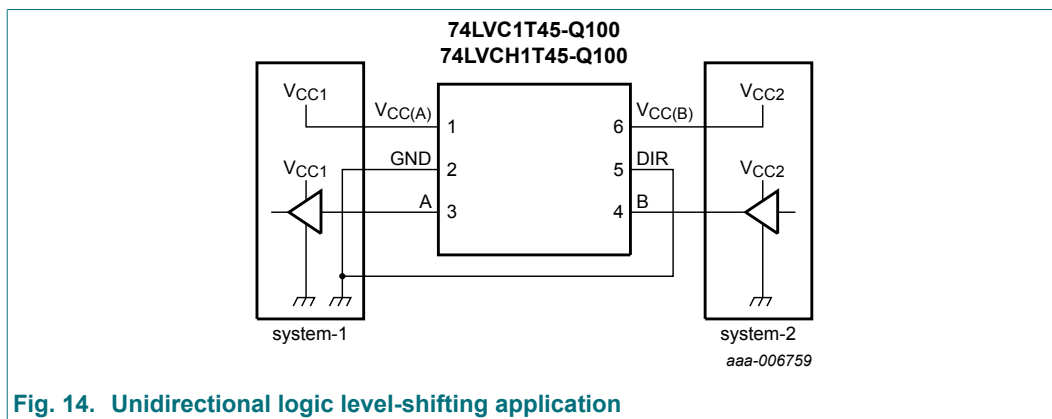 74LVC1T45-Q100
74LVCH1T45-Q100
VCC1
VCC(A)
1
6
VCC(B)
VCC2
GND
2
5
DIR
VCC1
VCC2
A
3
4
B
system-1
system-2
aaa-006759
Fig. 14. Unidirectional logic level-shifting application